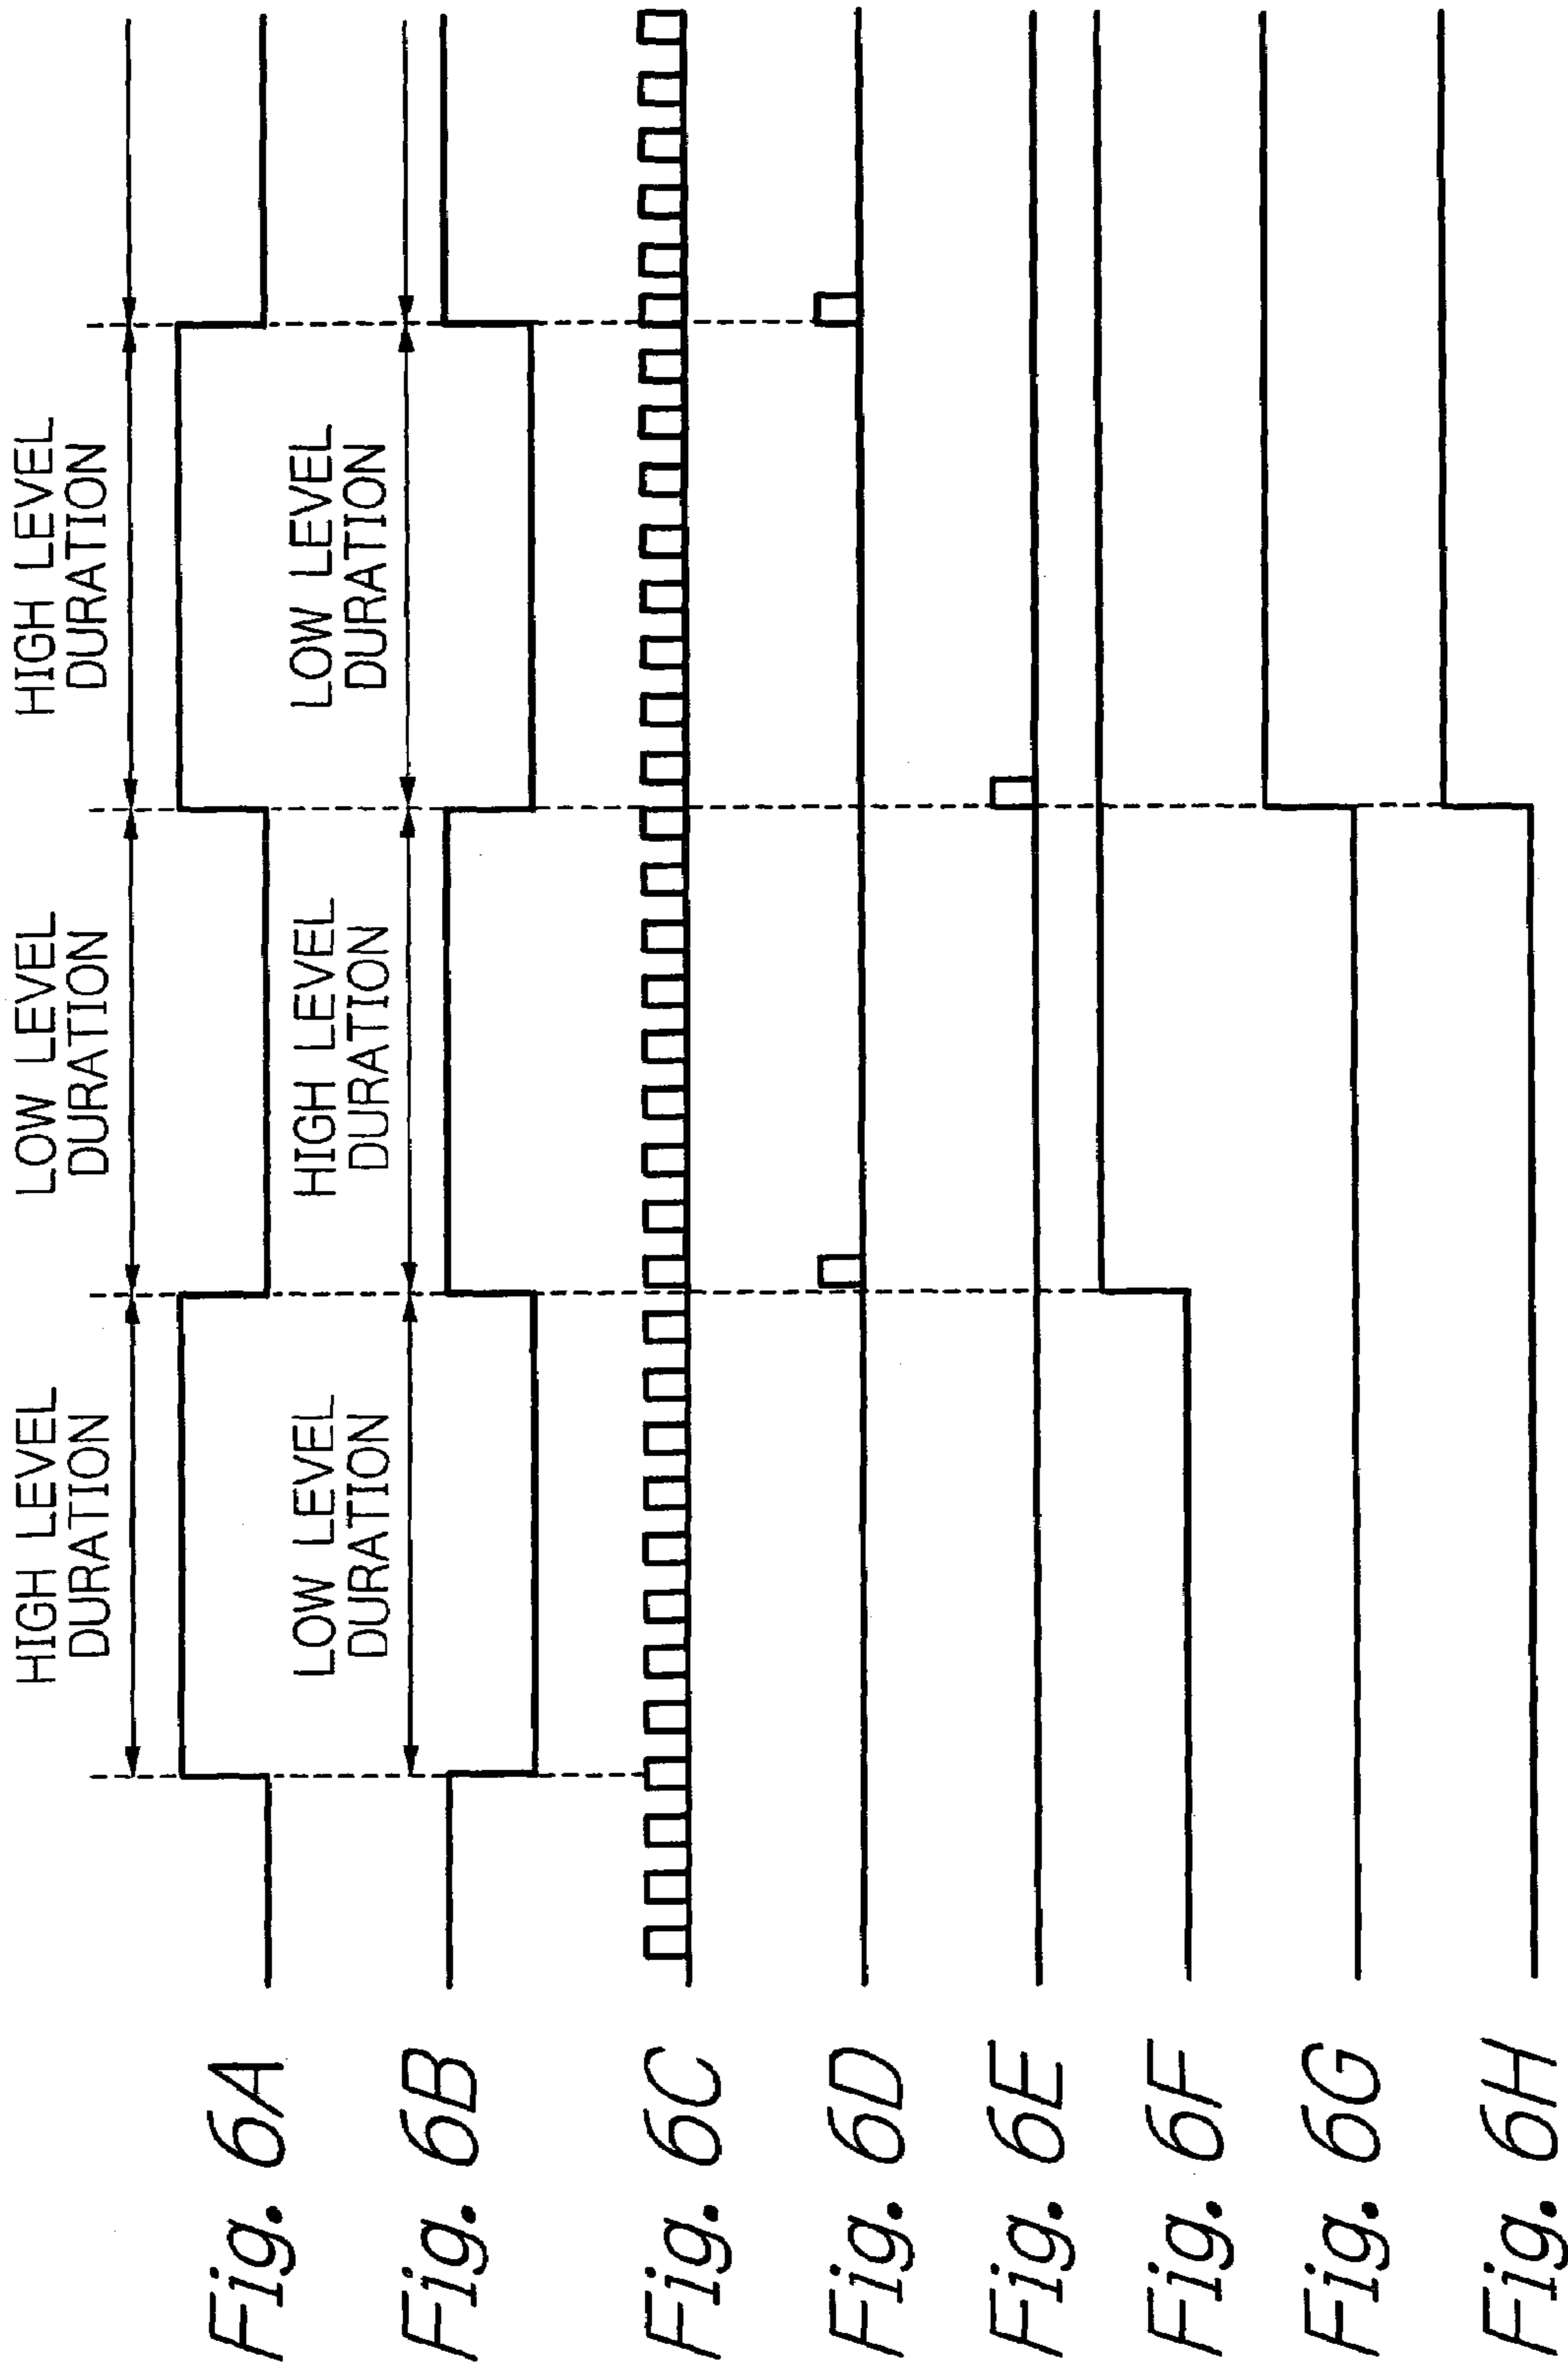 HIGH LEVEL
DURATION
LOW LEVEL
DURATION
HIGH LEVEL
DURATION
Fig. 6A
LOW LEVEL
DURATION
HIGH LEVEL
DURATION
LOW LEVEL
DURATION
Fig. 6B
Fig. 6C
Fig. 6D
Fig. 6E
Fig. 6F
Fig. 6G
Fig. 6H